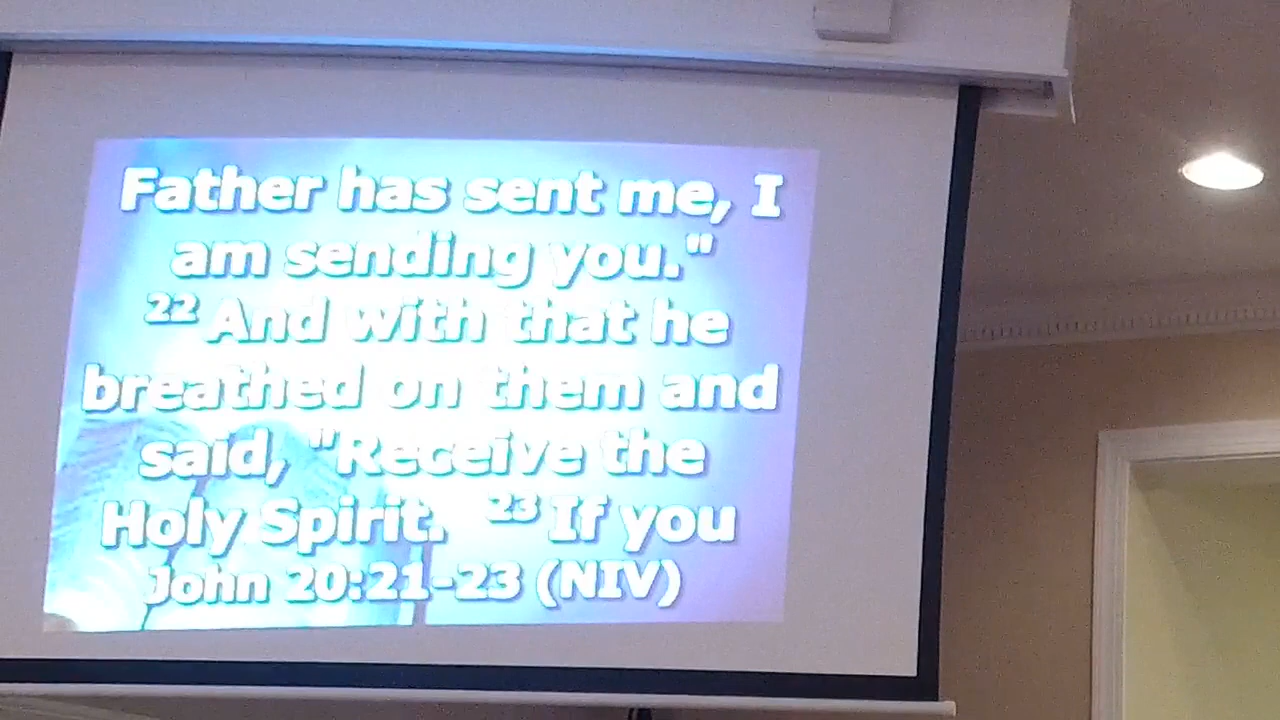 Father has sent me, I
am sending you."
22 And with that he
breathed on them and
said, "Receive the
Holy Spirit. 23 If you
John 20:21-23 (NIV)